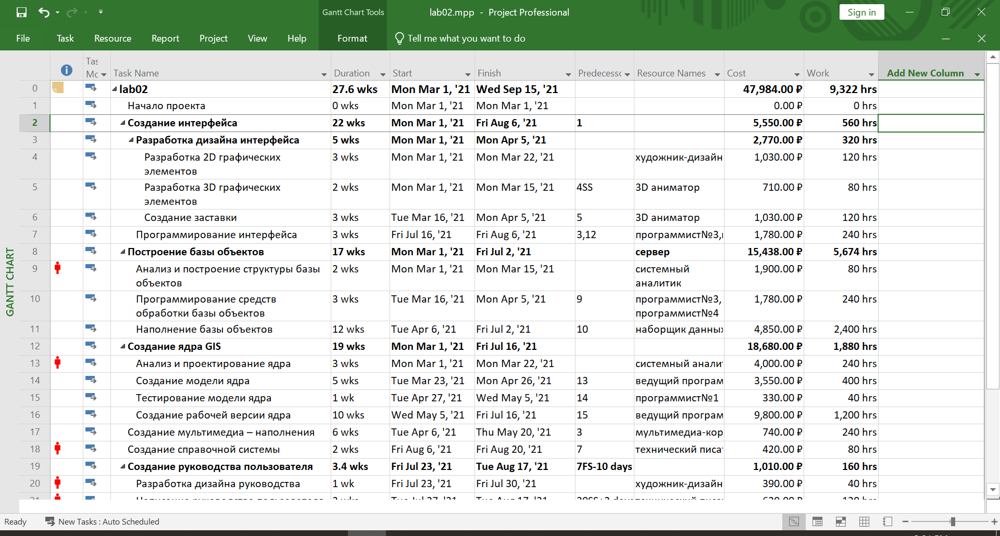 Gantt Chart Tools
lab02.mpp - Project Professional
Sign in
File Task Resource Report Project View Help Format Tell me what you want to do
Tas
Mc Task Name Duration Start Finish Predecessc Resource Names Cost Work Add New Column
0 lab02 27.6 wks Mon Mar 1, '21 Wed Sep 15, '21 47,984.00 ₽ 9,322 hrs
1 Начало проекта 0 wks Mon Mar 1, '21 Mon Mar 1, '21 0.00 ₽ 0 hrs
2 Создание интерфейса 22 wks Mon Mar 1, '21 Fri Aug 6, '21 1 5,550.00 ₽ 560 hrs
3 Разработка дизайна интерфейса 5 wks Mon Mar 1, '21 Mon Apr 5, '21 2,770.00 ₽ 320 hrs
4 Разработка 2D графических 3 wks Mon Mar 1, '21 Mon Mar 22, '21 художник-дизайн 1,030.00 ₽ 120 hrs
элементов
5 Разработка 3D графических 2 wks Mon Mar 1, '21 Mon Mar 15, '21 4SS 3D аниматор 710.00 ₽ 80 hrs
элементов
6 Создание заставки 3 wks Tue Mar 16, '21 Mon Apr 5, '21 5 3D аниматор 1,030.00 ₽ 120 hrs
7 Программирование интерфейса 3 wks Fri Jul 16, '21 Fri Aug 6, '21 3,12 программист№3, 1,780.00 ₽ 240 hrs
8 Построение базы объектов 17 wks Mon Mar 1, '21 Fri Jul 2, '21 сервер 15,438.00 ₽ 5,674 hrs
9 Анализ и построение структуры базы 2 wks Mon Mar 1, '21 Mon Mar 15, '21 системный 1,900.00 ₽ 80 hrs
объектов аналитик
10 Программирование средств 3 wks Tue Mar 16, '21 Mon Apr 5, '21 9 программист№3, 1,780.00 ₽ 240 hrs
обработки базы объектов программист№4
11 Наполнение базы объектов 12 wks Tue Apr 6, '21 Fri Jul 2, '21 10 наборщик данных 4,850.00 ₽ 2,400 hrs
12 Создание ядра GIS 19 wks Mon Mar 1, '21 Fri Jul 16, '21 18,680.00 ₽ 1,880 hrs
13 Анализ и проектирование ядра 3 wks Mon Mar 1, '21 Mon Mar 22, '21 системный анали 4,000.00 ₽ 240 hrs
14 Создание модели ядра 5 wks Tue Mar 23, '21 Mon Apr 26, '21 13 ведущий програм 3,550.00 ₽ 400 hrs
15 Тестирование модели ядра 1 wk Tue Apr 27, '21 Wed May 5, '21 14 программист№1 330.00 ₽ 40 hrs
16 Создание рабочей версии ядра 10 wks Wed May 5, '21 Fri Jul 16, '21 15 ведущий програм 9,800.00 ₽ 1,200 hrs
17 Создание мультимедиа – наполнения 6 wks Tue Apr 6, '21 Thu May 20, '21 3 мультимедиа-кор 740.00 ₽ 240 hrs
18 Создание справочной системы 2 wks Fri Aug 6, '21 Fri Aug 20, '21 7 технический писа 420.00 ₽ 80 hrs
19 Создание руководства пользователя 3.4 wks Fri Jul 23, '21 Tue Aug 17, '21 7FS-10 days 1,010.00 ₽ 160 hrs
20 Разработка дизайна руководства 1 wk Fri Jul 23, '21 Fri Jul 30, '21 художник-дизайн 390.00 ₽ 40 hrs
GANTT CHART
Ready New Tasks : Auto Scheduled